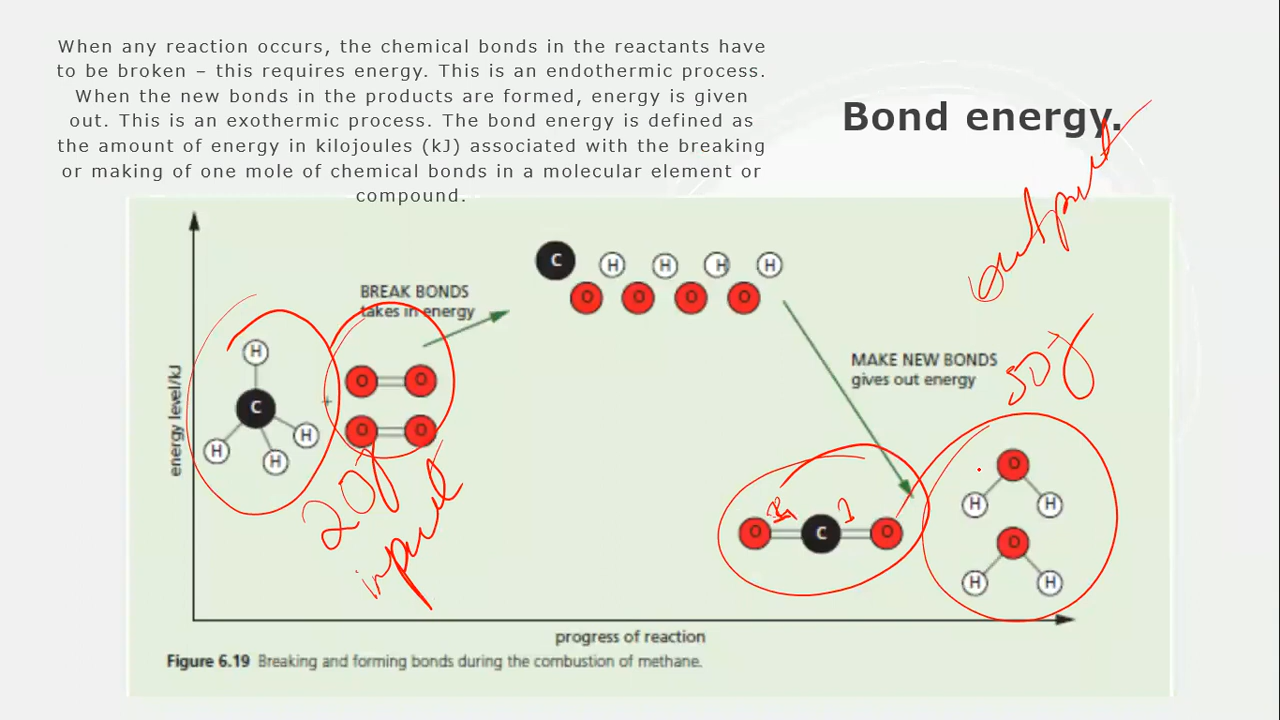 When any reaction occurs, the chemical bonds in the reactants have
to be broken – this requires energy. This is an endothermic process.
When the new bonds in the products are formed, energy is given
out. This is an exothermic process. The bond energy is defined as
the amount of energy in kilojoules (kJ) associated with the breaking
or making of one mole of chemical bonds in a molecular element or
compound.
Bond energy.
output
energy level/kJ
BREAK BONDS
takes in energy
C H H H H
O O O O
MAKE NEW BONDS
gives out energy
50J
H
C
H H H
O O
O O
20J
input
O C O
O
H H
O
H H
progress of reaction
Figure 6.19 Breaking and forming bonds during the combustion of methane.